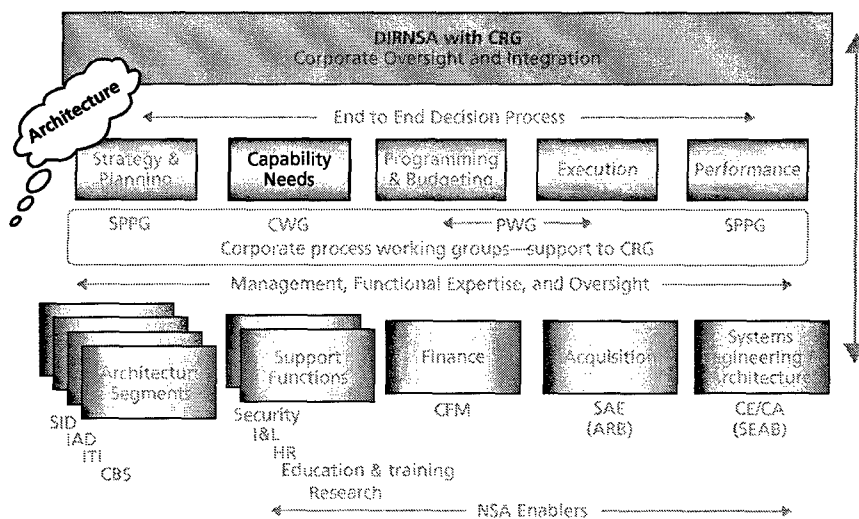 DIRNSA with CRG
Corporate Oversight and Integration
Architecture
End to End Decision Process
Strategy &
Planning
Capability
Needs
Programming
& Budgeting
Execution
Performance
SPPG
CWG
PWG
SPPG
Corporate process working groups—support to CRG
Management, Functional Expertise, and Oversight
Architecture
Segments
Support
Functions
Finance
Acquisition
Systems
Engineering /
Architecture
SID
IAD
ITI
CBS
Security
I&L
HR
Education & training
Research
CFM
SAE
(ARB)
CE/CA
(SEAB)
NSA Enablers